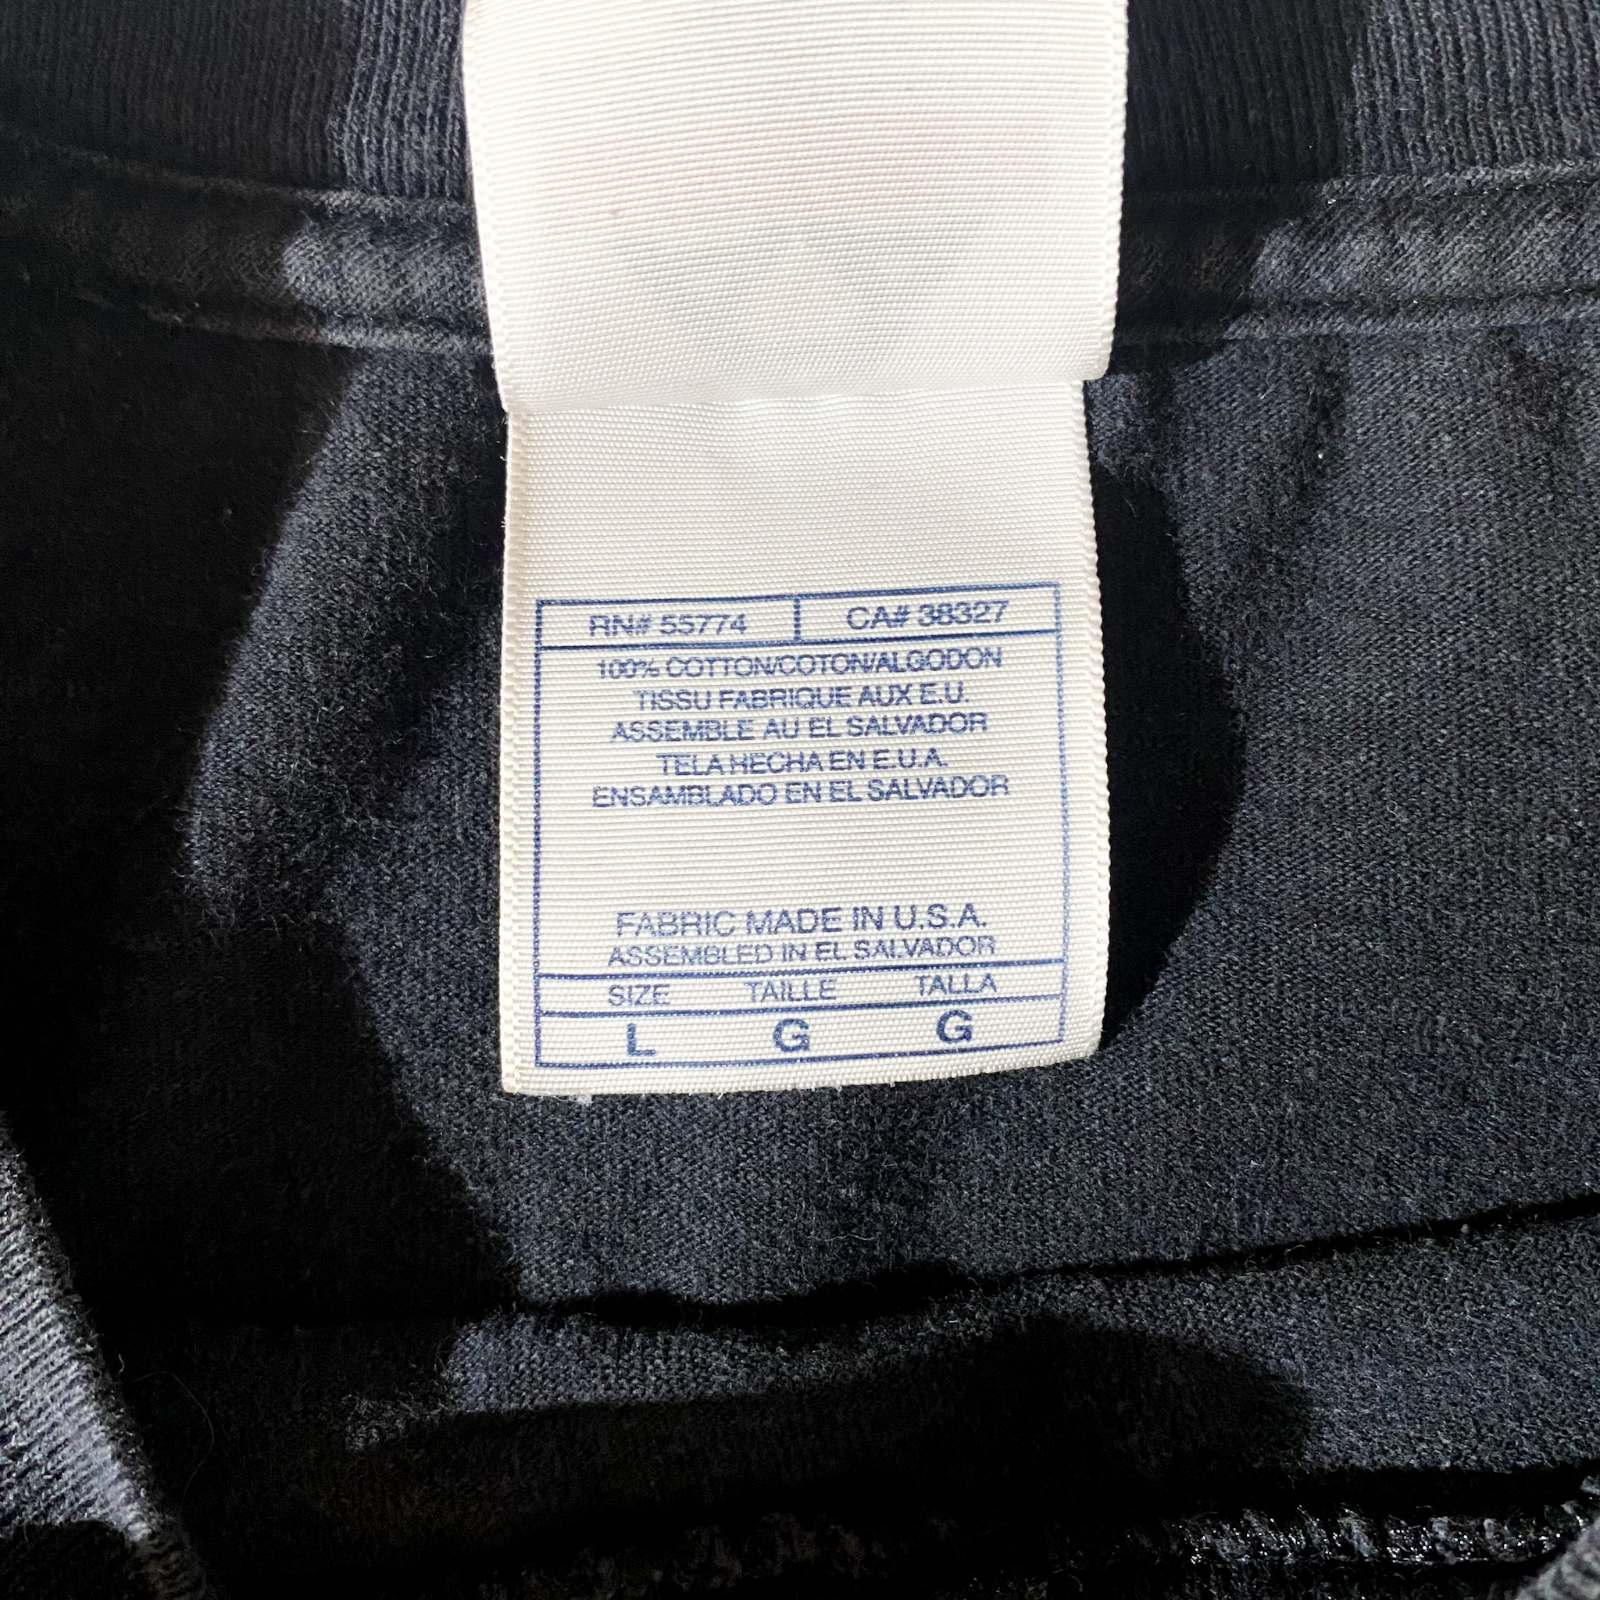 RN# 55774 CA# 38327
100% COTTON/COTON/ALGODON
TISSU FABRIQUE AUX E.U.
ASSEMBLE AU EL SALVADOR
TELA HECHA EN E.U.A.
ENSAMBLADO EN EL SALVADOR
FABRIC MADE IN U.S.A.
ASSEMBLED IN EL SALVADOR
SIZE TAILLE TALLA
L G G